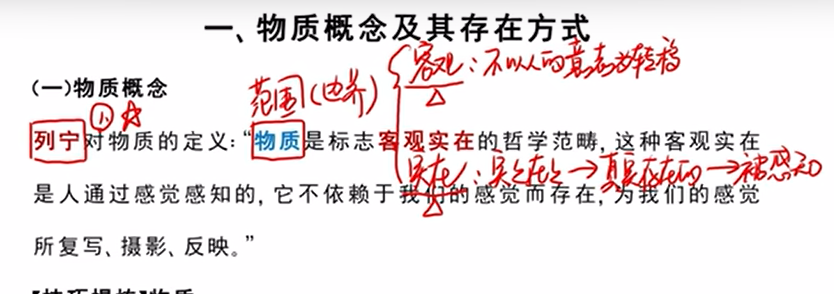 一、物质概念及其存在方式
(一)物质概念
范围(边界)
客观：不以人的意志为转移
小
列宁对物质的定义：“物质是标志客观实在的哲学范畴，这种客观实在
实在：实实在在→真实存在的→被感知
是人通过感觉感知的，它不依赖于我们的感觉而存在，为我们的感觉
所复写、摄影、反映。”